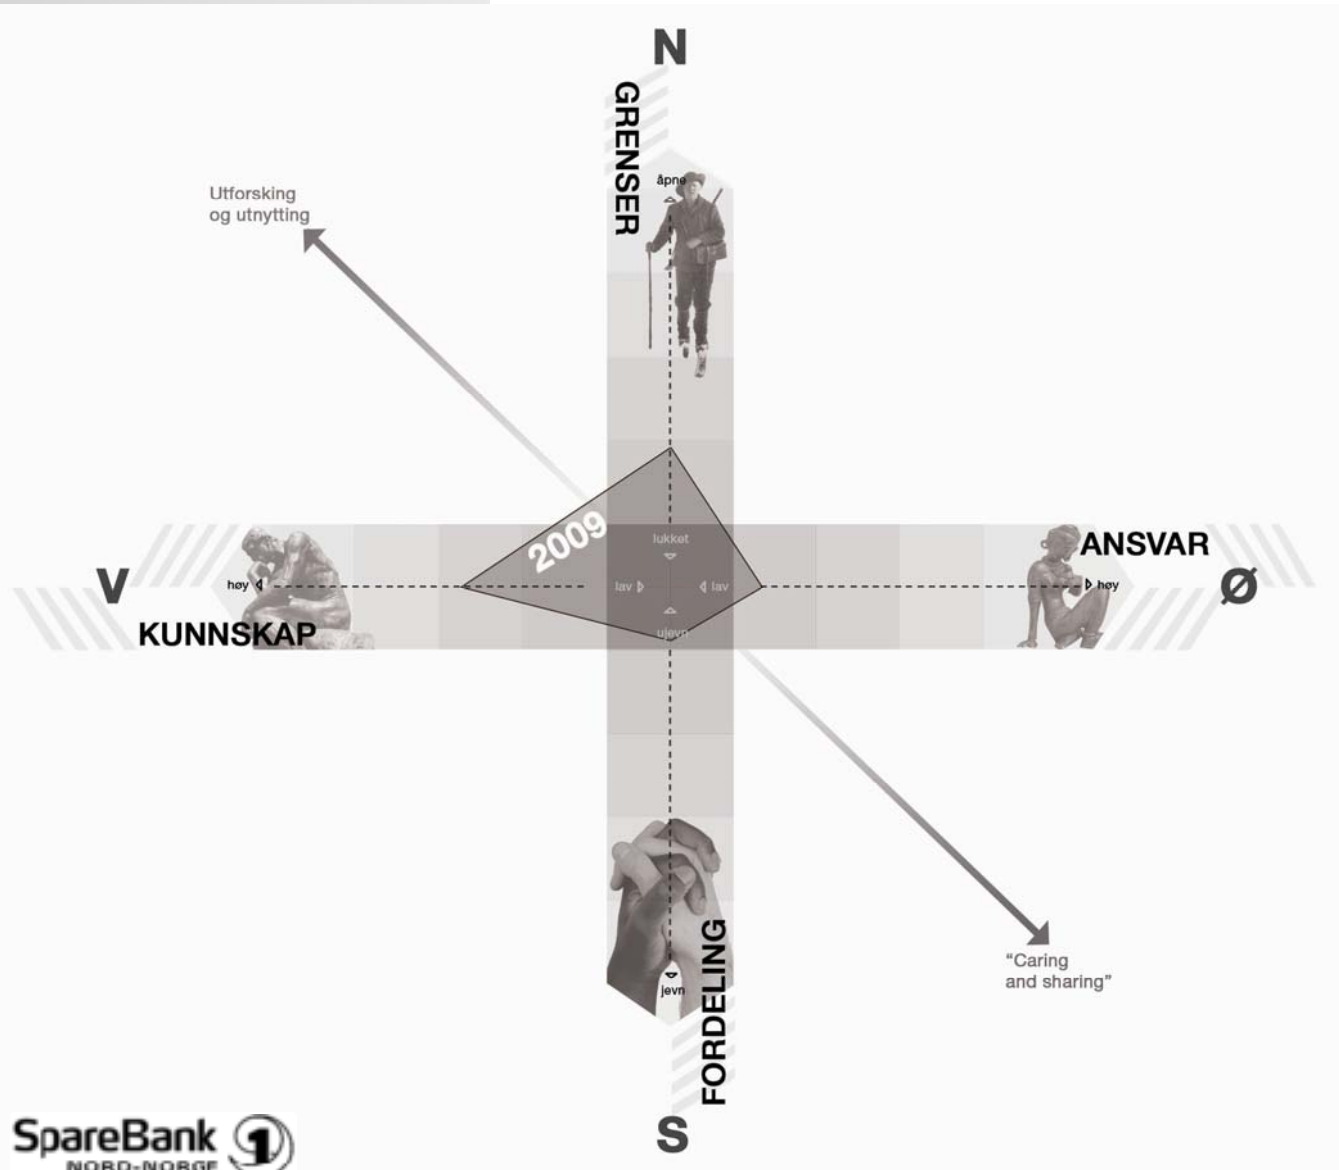 N
GRENSER
Utforsking
og utnytting
åpne
2009
lukket
ANSVAR
V
høy
lav
lav
høy
Ø
KUNNSKAP
ujevn
"Caring
and sharing"
jevn
FORDELING
S
SpareBank 1
NORD-NORGE